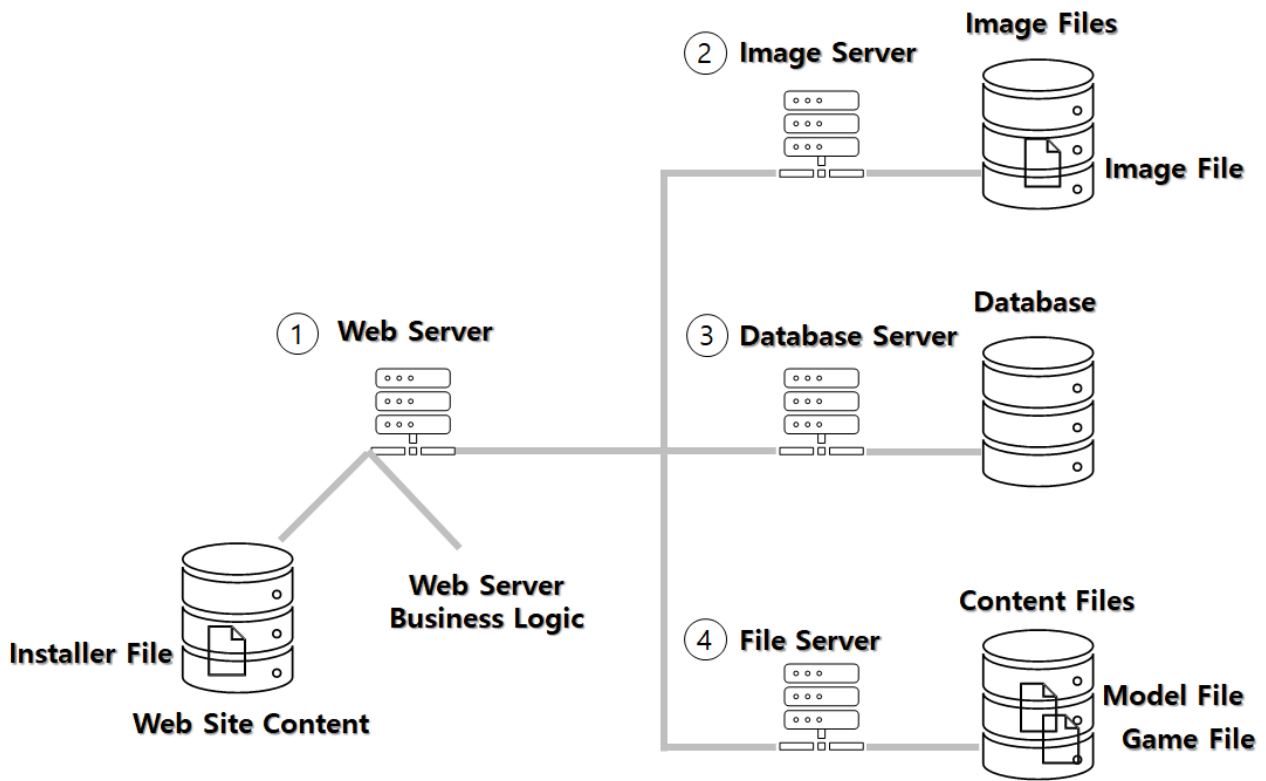 Image Files
2 Image Server
Image File
Database
1 Web Server
3 Database Server
Web Server
Business Logic
Content Files
4 File Server
Installer File
Model File
Web Site Content
Game File